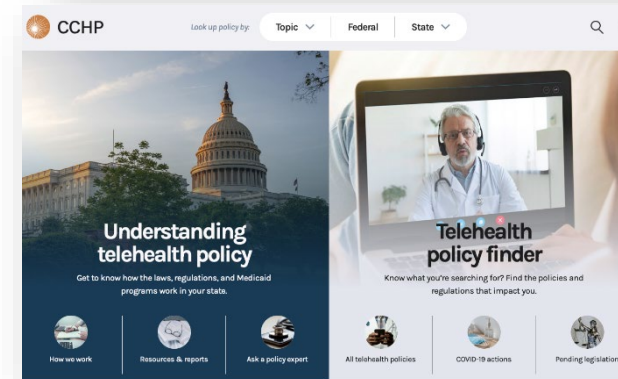 CCHP
Look up policy by:
Topic
Federal
State
Understanding
telehealth policy
Get to know how the laws, regulations, and Medicaid
programs work in your state.
How we work
Resources & reports
Ask a policy expert
Telehealth
policy finder
Know what you're searching for? Find the policies and
regulations that impact you.
All telehealth policies
COVID-19 actions
Pending legislation